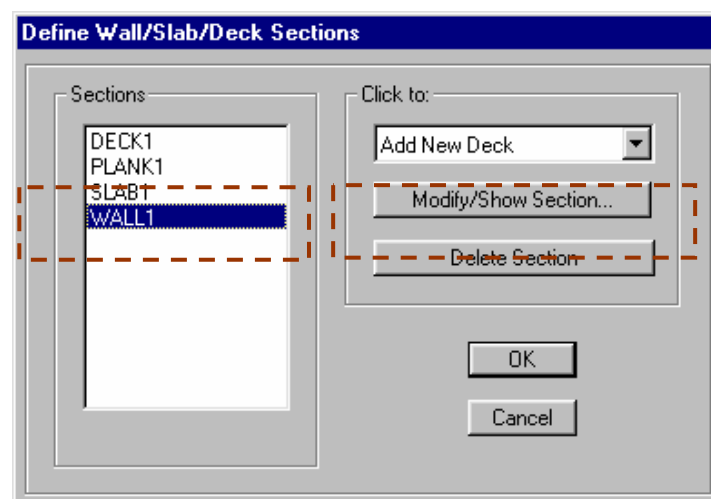 Define Wall/Slab/Deck Sections
Sections
DECK1
PLANK1
SLAB1
WALL1
Click to:
Add New Deck
Modify/Show Section...
Delete Section
OK
Cancel